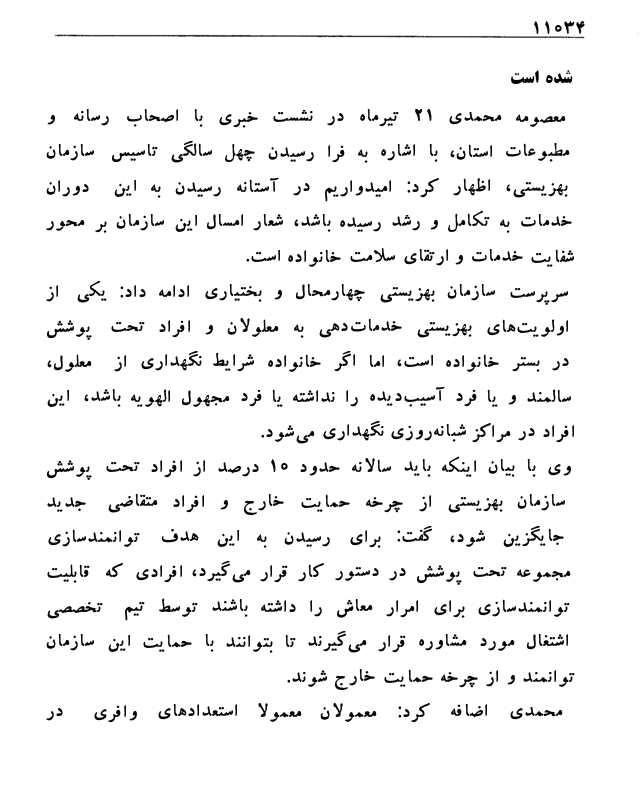 ۱۱۰۳۴
شده است
معصومه محمدی ۲۱ تیرماه در نشست خبری با اصحاب رسانه و
مطبوعات استان، با اشاره به فرا رسیدن چهل سالگی تاسیس سازمان
بهزیستی، اظهار کرد: امیدواریم در آستانه رسیدن به این دوران
خدمات به تکامل و رشد رسیده باشد، شعار امسال این سازمان بر محور
شفایت خدمات و ارتقای سلامت خانواده است.
سرپرست سازمان بهزیستی چهارمحال و بختیاری ادامه داد: یکی از
اولویت‌های بهزیستی خدمات‌دهی به معلولان و افراد تحت پوشش
در بستر خانواده است، اما اگر خانواده شرایط نگهداری از معلول،
سالمند و یا فرد آسیب‌دیده را نداشته یا فرد مجهول الهویه باشد، این
افراد در مراکز شبانه‌روزی نگهداری می‌شود.
وی با بیان اینکه باید سالانه حدود ۱۰ درصد از افراد تحت پوشش
سازمان بهزیستی از چرخه حمایت خارج و افراد متقاضی جدید
جایگزین شود، گفت: برای رسیدن به این هدف توانمندسازی
مجموعه تحت پوشش در دستور کار قرار می‌گیرد، افرادی که قابلیت
توانمندسازی برای امرار معاش را داشته باشند توسط تیم تخصصی
اشتغال مورد مشاوره قرار می‌گیرند تا بتوانند با حمایت این سازمان
توانمند و از چرخه حمایت خارج شوند.
محمدی اضافه کرد: معمولان معمولا استعدادهای وافری در